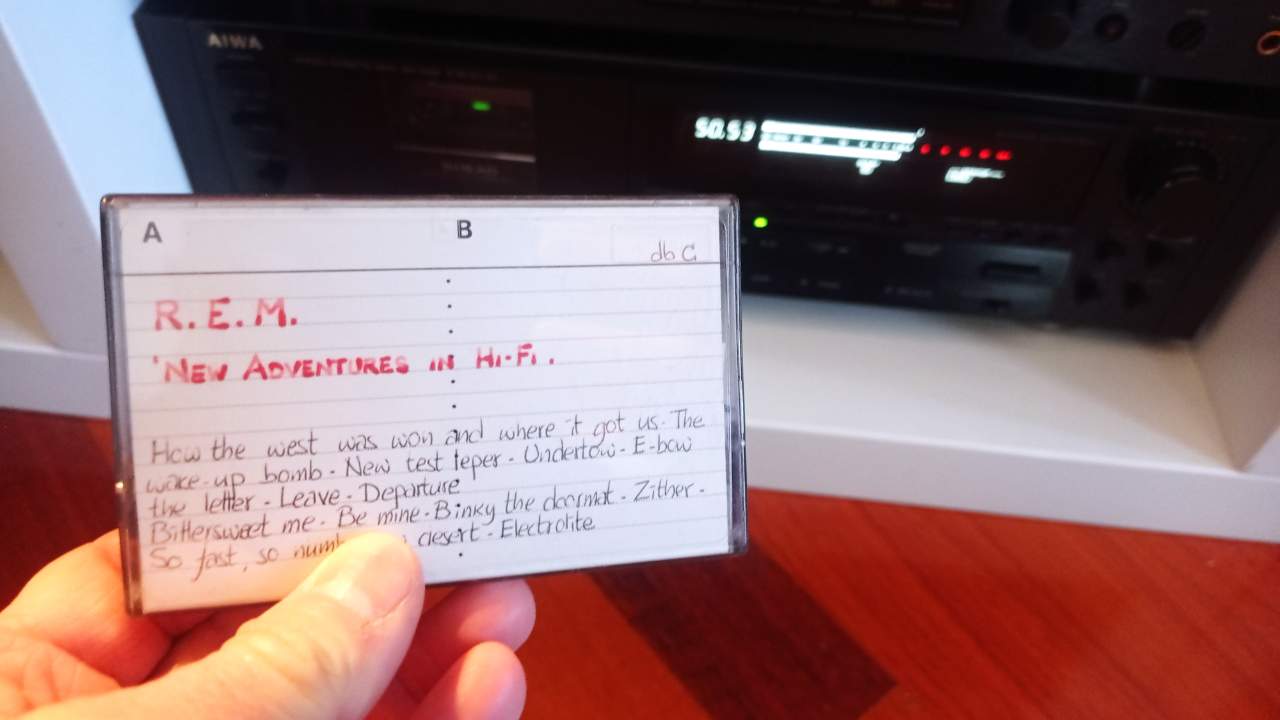 AIWA
50.53
A B
db C
R.E.M.
'NEW ADVENTURES IN HI-FI.
How the west was won and where it got us. The
wake-up bomb - New test leper - Undertow - E-bow
the letter - Leave - Departure
Bittersweet me - Be mine - Binky the doormat - Zither -
So fast, so numb desert - Electrolite